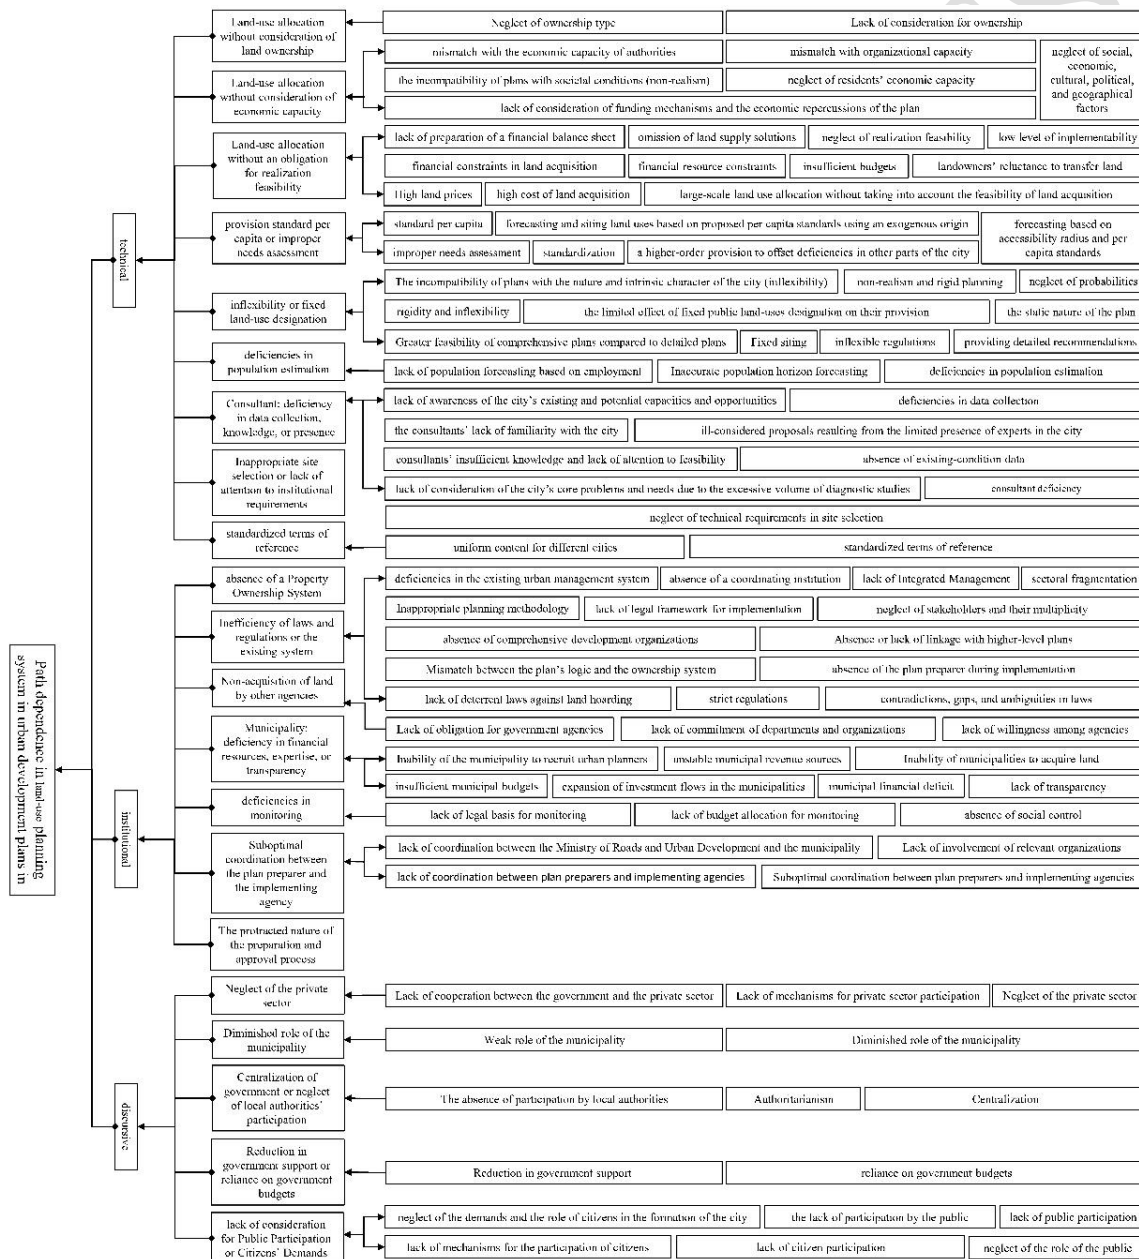 Land-use allocation
without consideration of
land ownership
Neglect of ownership type
Lack of consideration for ownership
Land-use allocation
without consideration of
economic capacity
mismatch with the economic capacity of authorities
mismatch with organizational capacity
neglect of social,
economic,
cultural, political,
and geographical
factors
the incompatibility of plans with societal conditions (non-realism)
neglect of residents' economic capacity
lack of consideration of funding mechanisms and the economic repercussions of the plan
Land-use allocation
without an obligation
for realization
feasibility
lack of preparation of a financial balance sheet
omission of land supply solutions
neglect of realization feasibility
low level of implementability
financial constraints in land acquisition
financial resource constraints
insufficient budgets
landowners' reluctance to transfer land
High land prices
high cost of land acquisition
large-scale land use allocation without taking into account the feasibility of land acquisition
technical
provision standard per
capita or improper
needs assessment
standard per capita
forecasting and siting land uses based on proposed per capita standards using an exogenous origin
forecasting based on
accessibility radius and per
capita standards
improper needs assessment
standardization
a higher-order provision to offset deficiencies in other parts of the city
inflexibility or fixed
land-use designation
The incompatibility of plans with the nature and intrinsic character of the city (inflexibility)
non-realism and rigid planning
neglect of probabilities
rigidity and inflexibility
the limited effect of fixed public land-uses designation on their provision
the static nature of the plan
Greater feasibility of comprehensive plans compared to detailed plans
Fixed siting
inflexible regulations
providing detailed recommendations
deficiencies in
population estimation
lack of population forecasting based on employment
Inaccurate population horizon forecasting
deficiencies in population estimation
Consultant: deficiency
in data collection,
knowledge, or presence
lack of awareness of the city's existing and potential capacities and opportunities
deficiencies in data collection
the consultants' lack of familiarity with the city
ill-considered proposals resulting from the limited presence of experts in the city
Inappropriate site
selection or lack of
attention to institutional
requirements
consultants' insufficient knowledge and lack of attention to feasibility
absence of existing-condition data
lack of consideration of the city's core problems and needs due to the excessive volume of diagnostic studies
consultant deficiency
neglect of technical requirements in site selection
standardized terms of
reference
uniform content for different cities
standardized terms of reference
Path dependence in land-use planning
system in urban development plans in
institutional
absence of a Property
Ownership System
deficiencies in the existing urban management system
absence of a coordinating institution
lack of Integrated Management
sectoral fragmentation
Inefficiency of laws
and regulations or the
existing system
Inappropriate planning methodology
lack of legal framework for implementation
neglect of stakeholders and their multiplicity
absence of comprehensive development organizations
Absence or lack of linkage with higher-level plans
Mismatch between the plan's logic and the ownership system
absence of the plan preparer during implementation
Non-acquisition of land
by other agencies
lack of deterrent laws against land hoarding
strict regulations
contradictions, gaps, and ambiguities in laws
Lack of obligation for government agencies
lack of commitment of departments and organizations
lack of willingness among agencies
Municipality:
deficiency in financial
resources, expertise, or
transparency
Inability of the municipality to recruit urban planners
unstable municipal revenue sources
Inability of municipalities to acquire land
insufficient municipal budgets
expansion of investment flows in the municipalities
municipal financial deficit
lack of transparency
deficiencies in
monitoring
lack of legal basis for monitoring
lack of budget allocation for monitoring
absence of social control
Suboptimal
coordination between
the plan preparer and
the implementing
agency
lack of coordination between the Ministry of Roads and Urban Development and the municipality
Lack of involvement of relevant organizations
lack of coordination between plan preparers and implementing agencies
Suboptimal coordination between plan preparers and implementing agencies
The protracted nature of
the preparation and
approval process
discursive
Neglect of the private
sector
Lack of cooperation between the government and the private sector
Lack of mechanisms for private sector participation
Neglect of the private sector
Diminished role of the
municipality
Weak role of the municipality
Diminished role of the municipality
Centralization of
government or neglect
of local authorities'
participation
The absence of participation by local authorities
Authoritarianism
Centralization
Reduction in
government support or
reliance on government
budgets
Reduction in government support
reliance on government budgets
lack of consideration
for Public Participation
or Citizens' Demands
neglect of the demands and the role of citizens in the formation of the city
the lack of participation by the public
lack of public participation
lack of mechanisms for the participation of citizens
lack of citizen participation
neglect of the role of the public